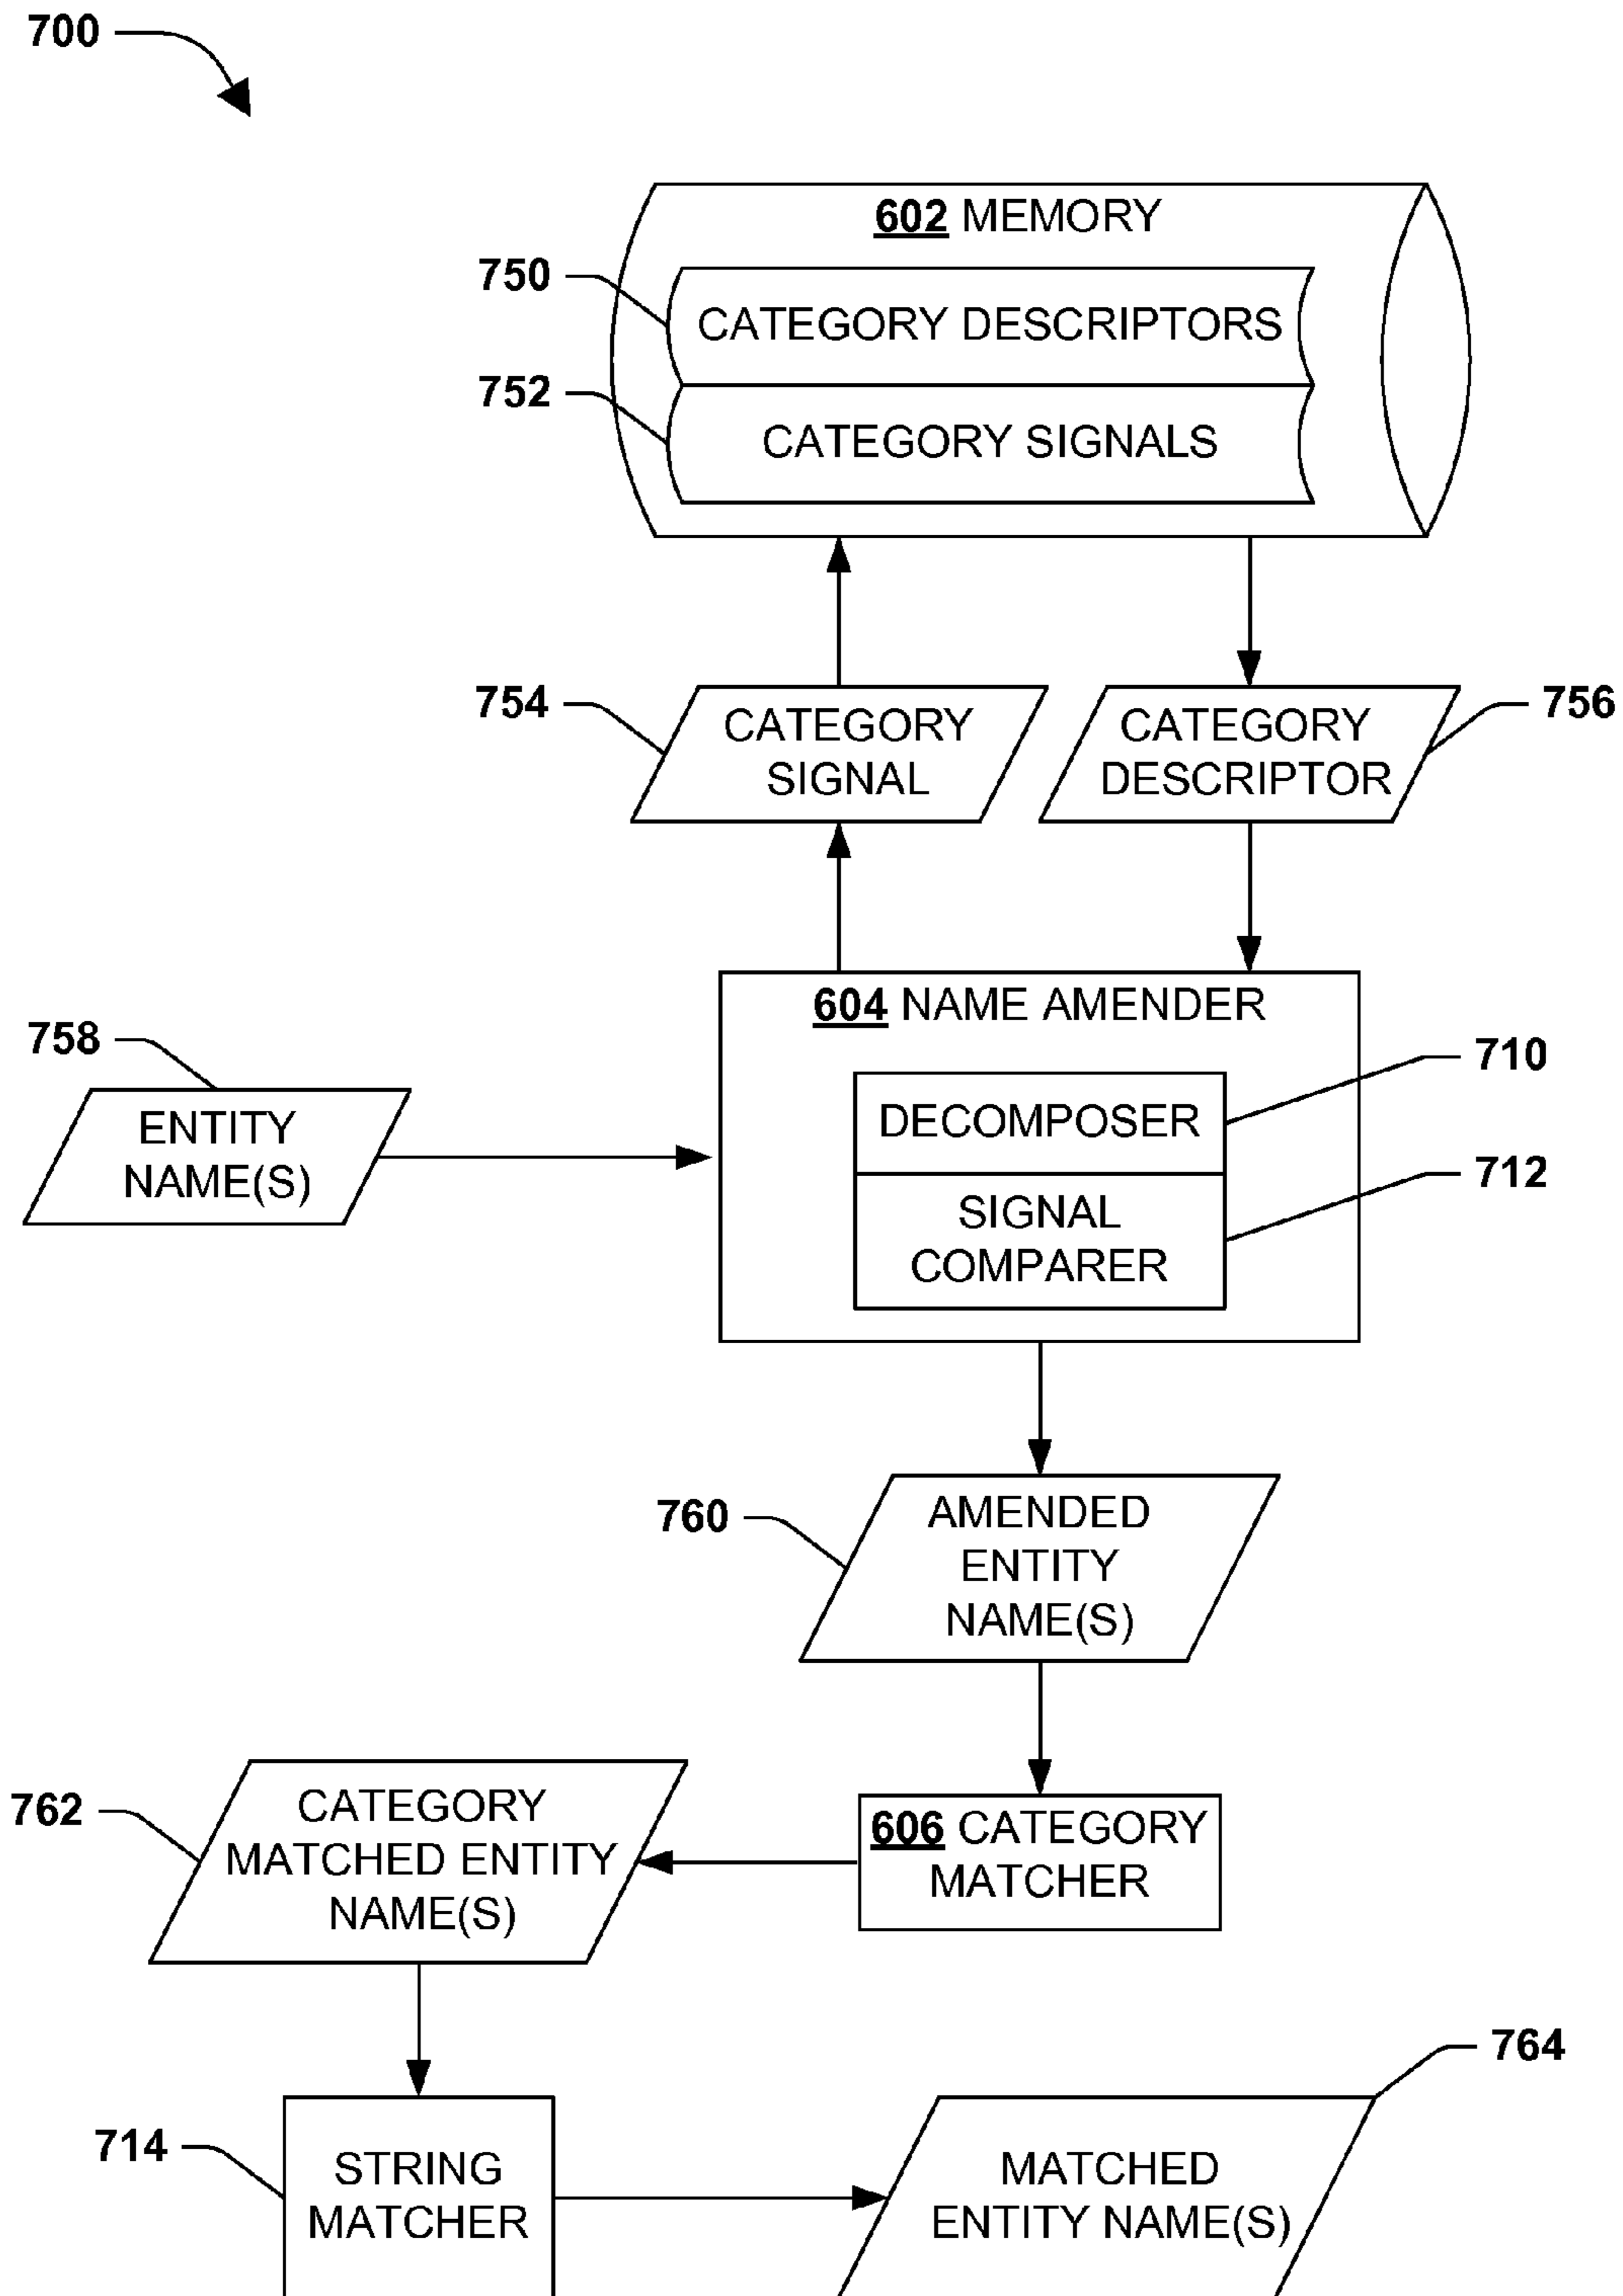 700
602 MEMORY
750
CATEGORY DESCRIPTORS
752
CATEGORY SIGNALS
754
CATEGORY
SIGNAL
CATEGORY
DESCRIPTOR
756
604 NAME AMENDER
758
ENTITY
NAME(S)
710
DECOMPOSER
712
SIGNAL
COMPARER
760
AMENDED
ENTITY
NAME(S)
762
CATEGORY
MATCHED ENTITY
NAME(S)
606 CATEGORY
MATCHER
764
714
STRING
MATCHER
MATCHED
ENTITY NAME(S)